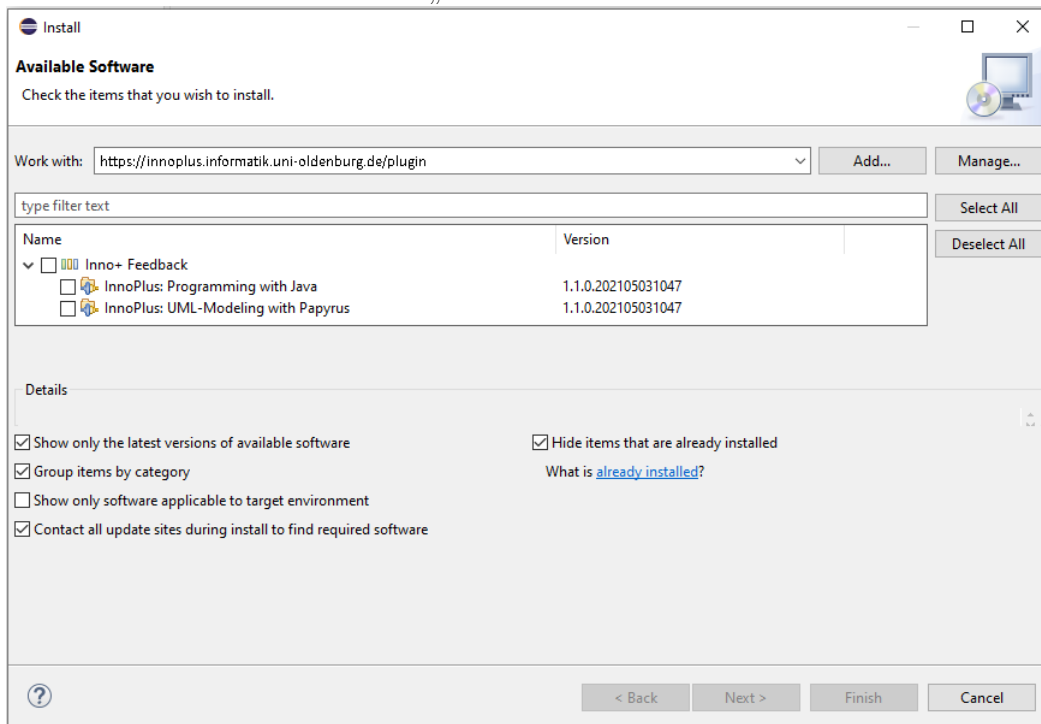 Install
Available Software
Check the items that you wish to install.
Work with: https://innoplus.informatik.uni-oldenburg.de/plugin Add... Manage...
type filter text Select All
Name Version Deselect All
Inno+ Feedback
InnoPlus: Programming with Java 1.1.0.202105031047
InnoPlus: UML-Modeling with Papyrus 1.1.0.202105031047
Details
Show only the latest versions of available software Hide items that are already installed
Group items by category What is already installed?
Show only software applicable to target environment
Contact all update sites during install to find required software
? < Back Next > Finish Cancel